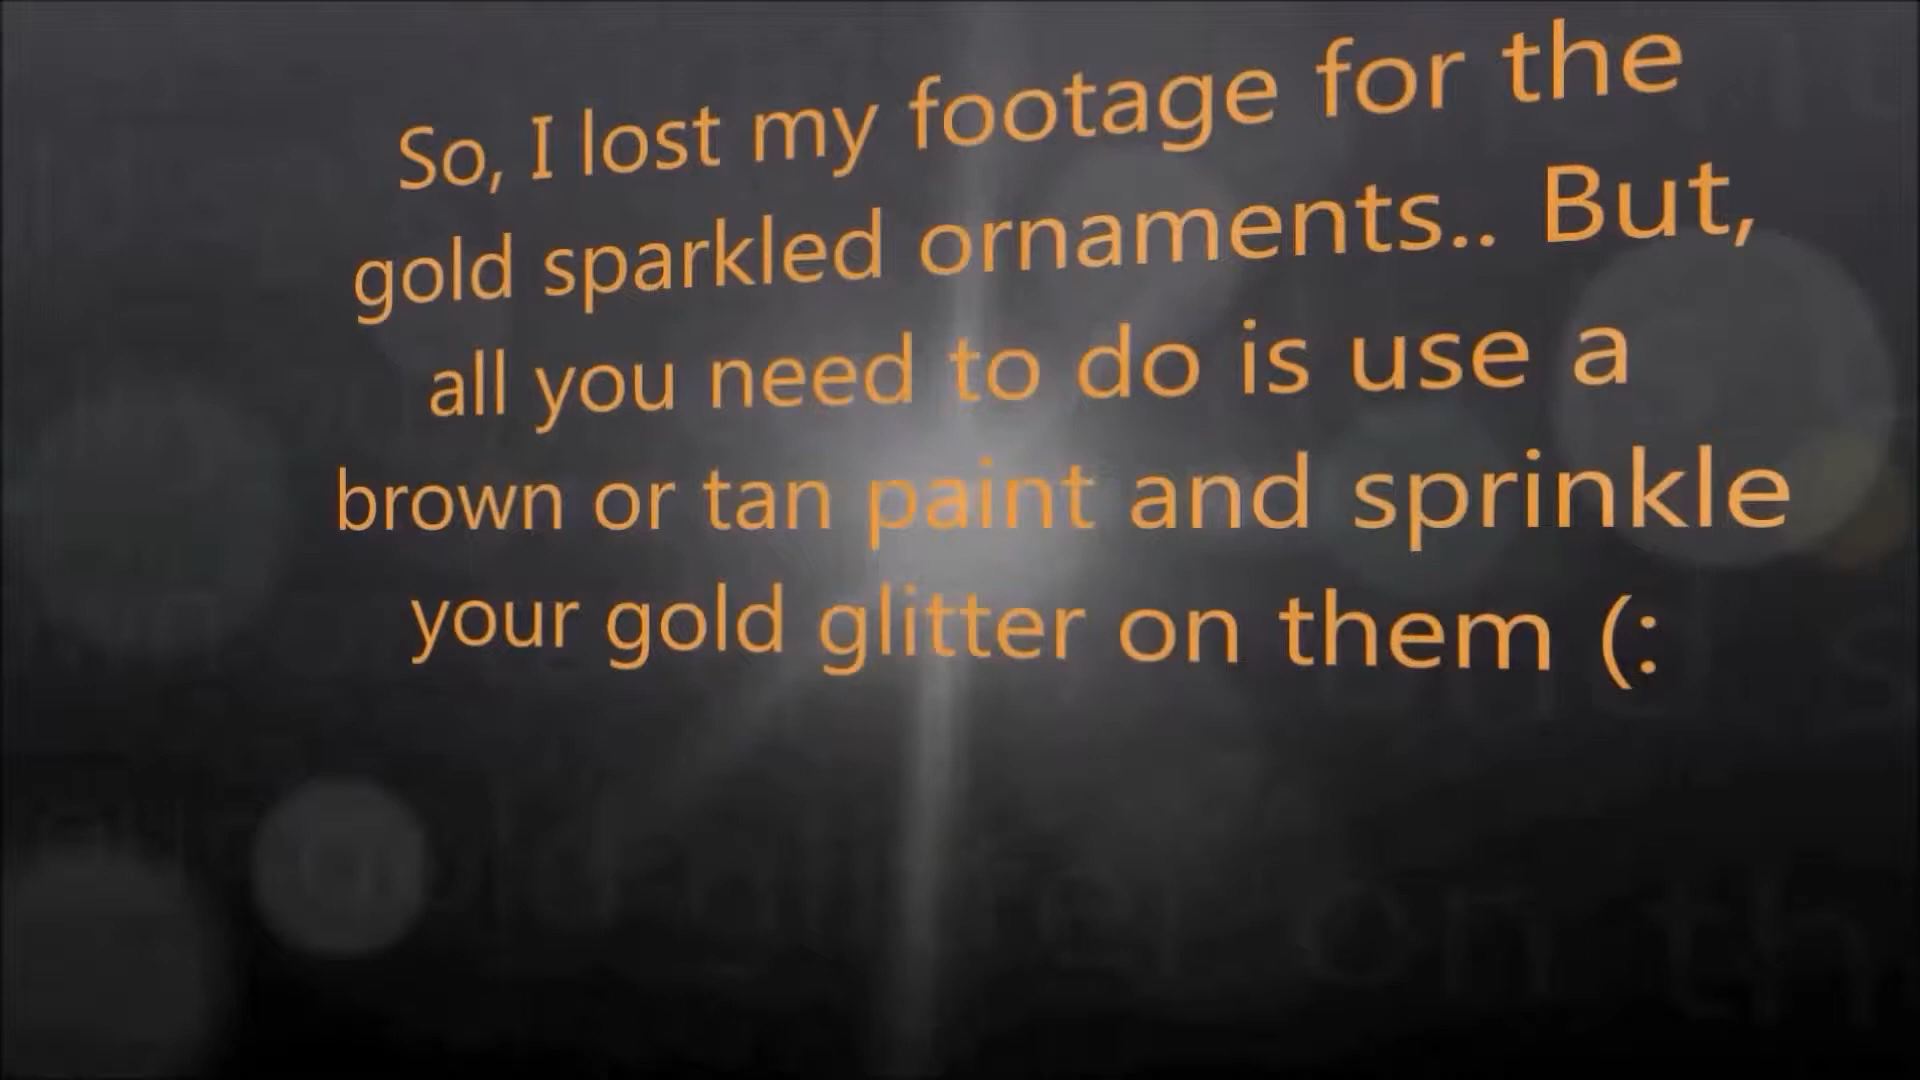 So, I lost my footage for the
gold sparkled ornaments.. But,
all you need to do is use a
brown or tan paint and sprinkle
your gold glitter on them (: